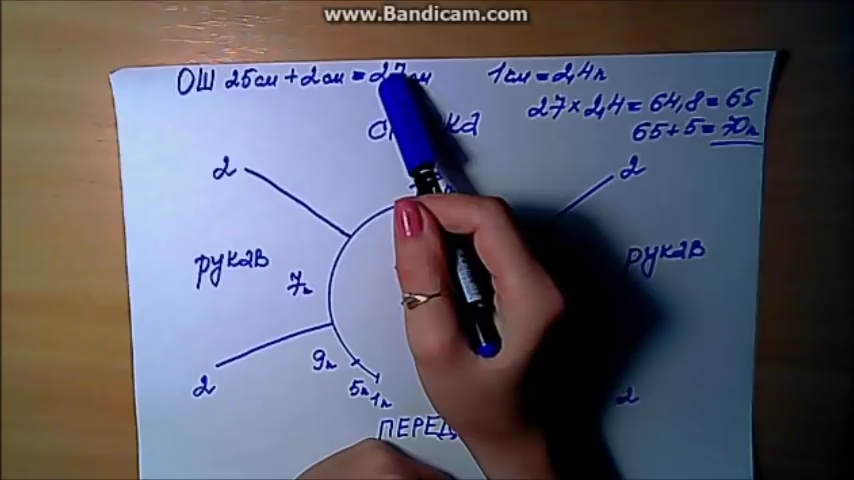 www.Bandicam.com
ОШ 25см + 2см = 27см 1см = 2,4п
27 × 2,4 = 64,8 = 65
65 + 5 = 70п
2 2
рукав рукав
7п
9п
2 5п 2
1п